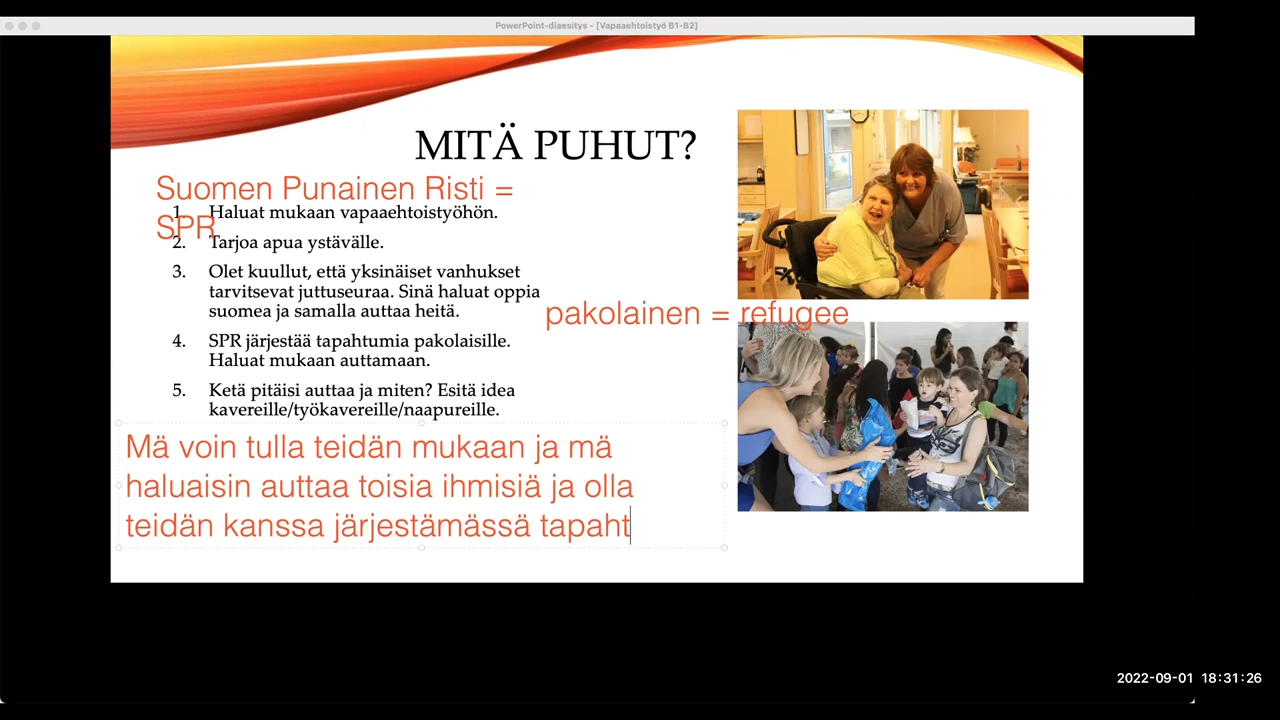 PowerPoint-diaesitys - [Vapaaehtoistyö B1-B2]
MITÄ PUHUT?
Suomen Punainen Risti =
SPR
1. Haluat mukaan vapaaehtoistyöhön.
2. Tarjoa apua ystävälle.
3. Olet kuullut, että yksinäiset vanhukset
tarvitsevat juttuseuraa. Sinä haluat oppia
suomea ja samalla auttaa heitä.
pakolainen = refugee
4. SPR järjestää tapahtumia pakolaisille.
Haluat mukaan auttamaan.
5. Ketä pitäisi auttaa ja miten? Esitä idea
kavereille/työkavereille/naapureille.
Mä voin tulla teidän mukaan ja mä
haluaisin auttaa toisia ihmisiä ja olla
teidän kanssa järjestämässä tapaht
2022-09-01 18:31:26